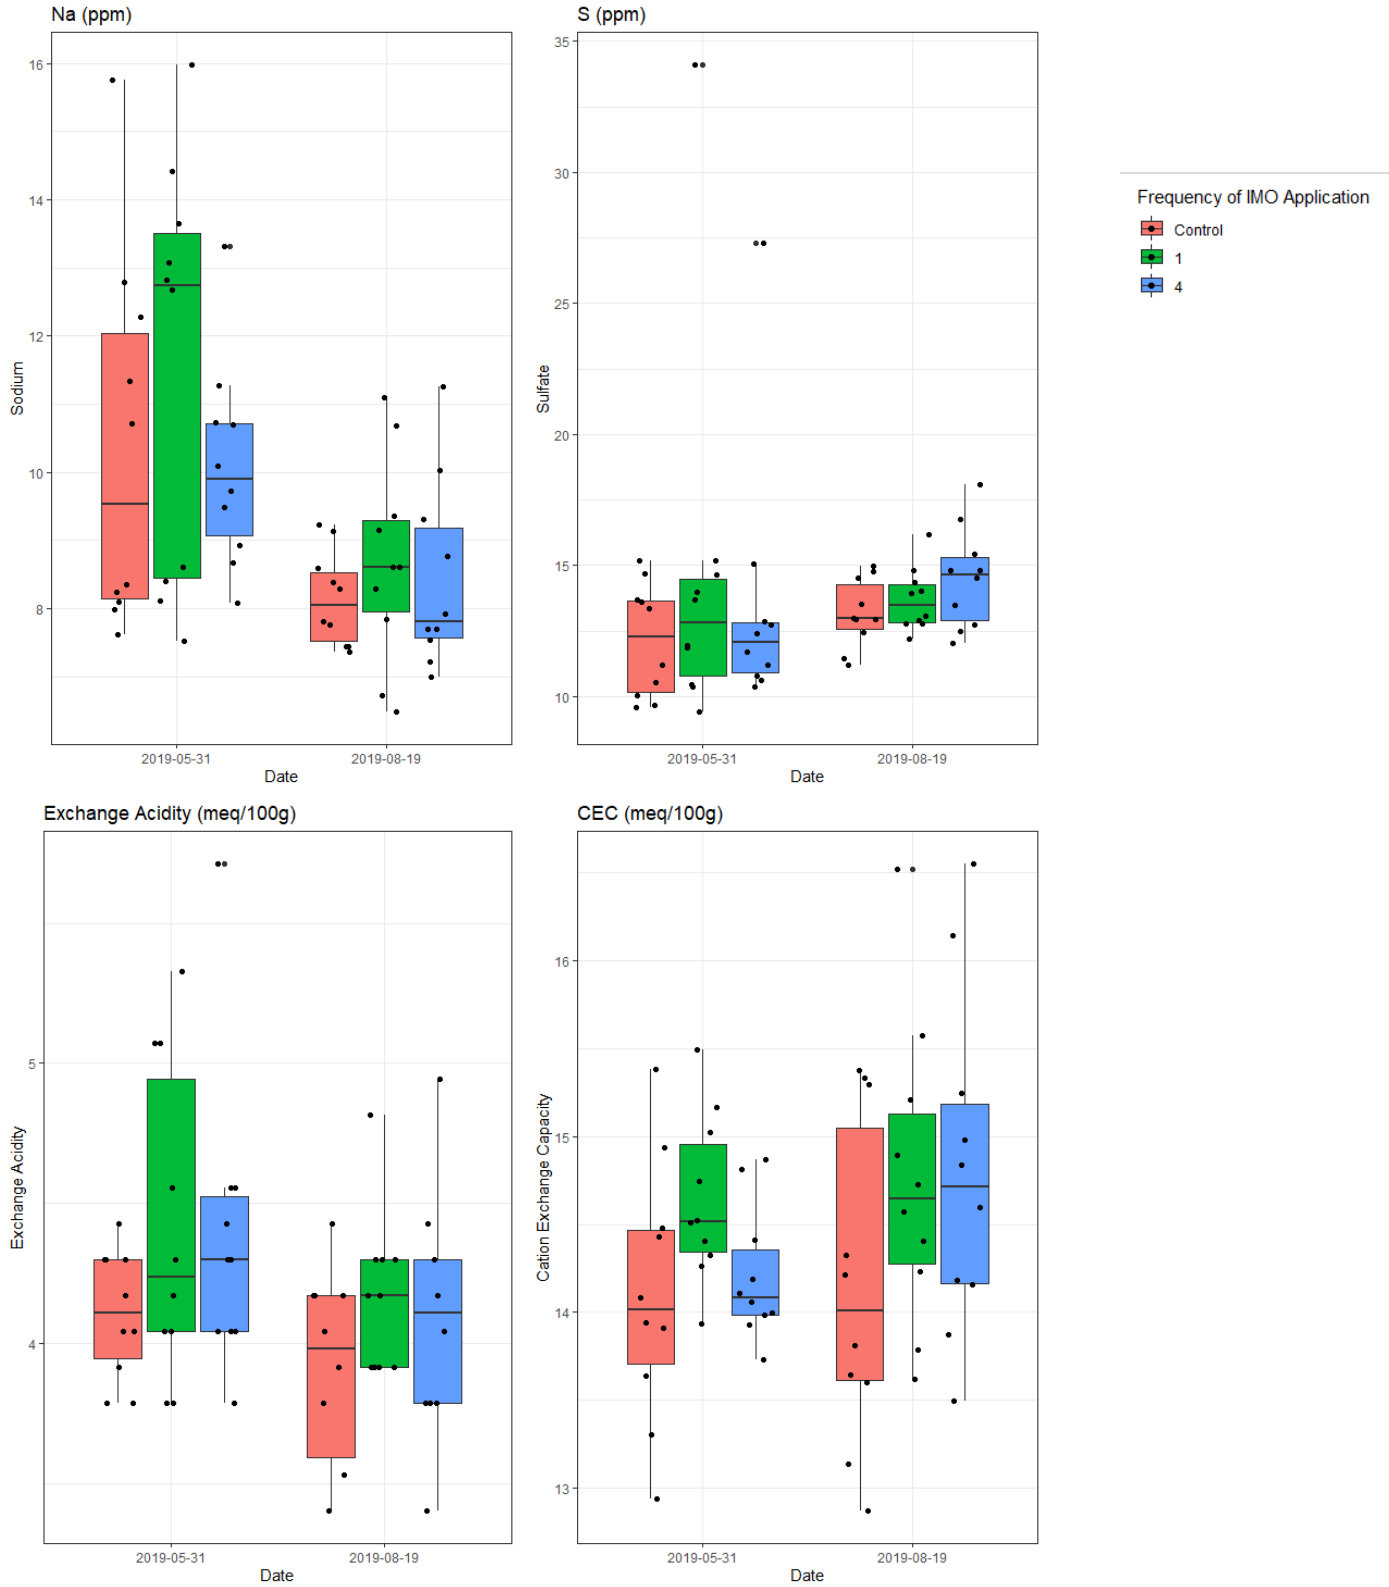 Na (ppm)
16
14
12
10
8
Sodium
2019-05-31
2019-08-19
Date
S (ppm)
35
30
25
20
15
10
Sulfate
2019-05-31
2019-08-19
Date
Frequency of IMO Application
Control
1
4
Exchange Acidity (meq/100g)
5
4
Exchange Acidity
2019-05-31
2019-08-19
Date
CEC (meq/100g)
16
15
14
13
Cation Exchange Capacity
2019-05-31
2019-08-19
Date